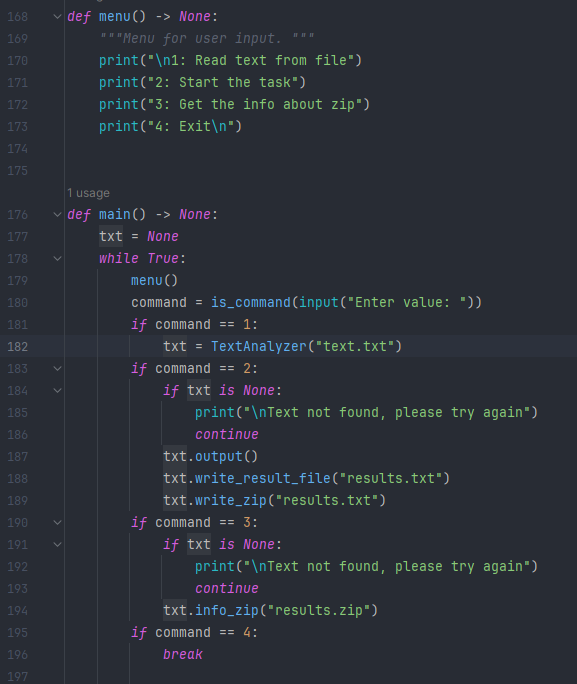 168 def menu() -> None:
169     """Menu for user input. """
170     print("\n1: Read text from file")
171     print("2: Start the task")
172     print("3: Get the info about zip")
173     print("4: Exit\n")
174
175
1 usage
176 def main() -> None:
177     txt = None
178     while True:
179         menu()
180         command = is_command(input("Enter value: "))
181         if command == 1:
182             txt = TextAnalyzer("text.txt")
183         if command == 2:
184             if txt is None:
185                 print("\nText not found, please try again")
186                 continue
187             txt.output()
188             txt.write_result_file("results.txt")
189             txt.write_zip("results.txt")
190         if command == 3:
191             if txt is None:
192                 print("\nText not found, please try again")
193                 continue
194             txt.info_zip("results.zip")
195         if command == 4:
196             break
197